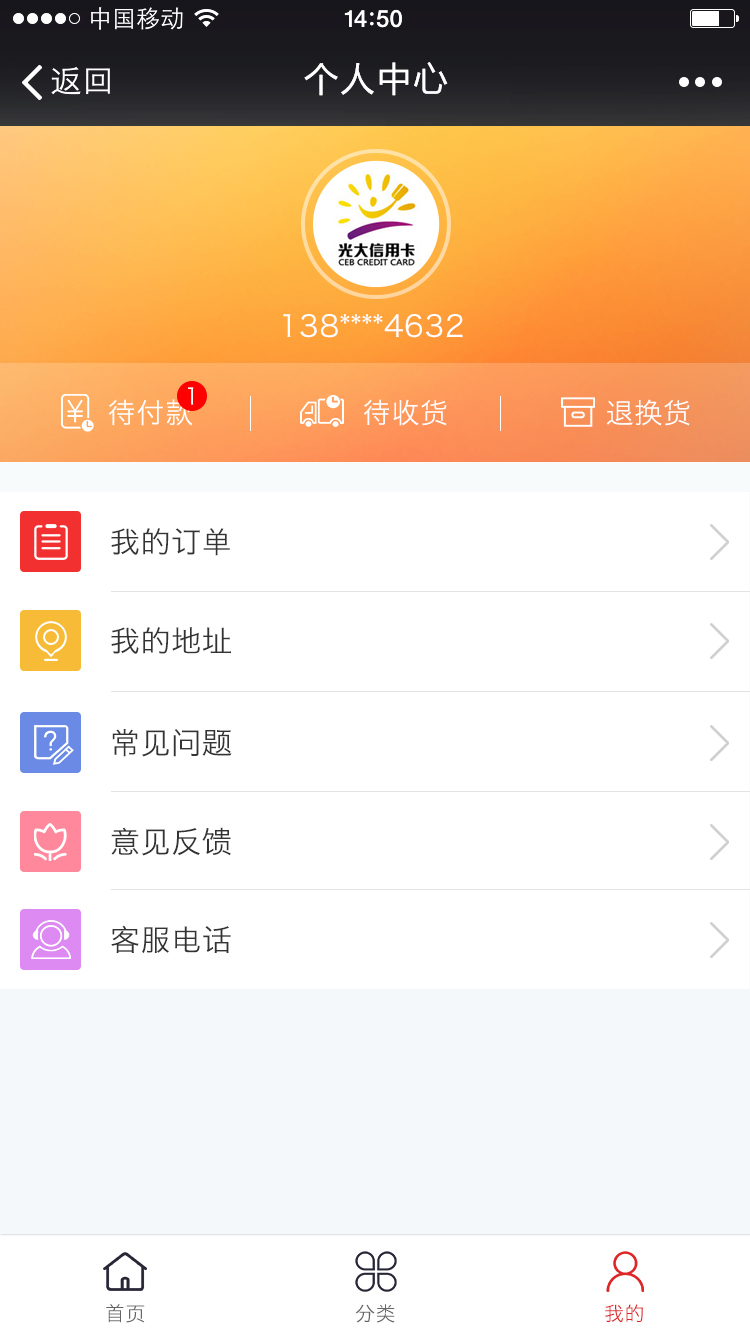 中国移动 14:50
返回 个人中心
光大信用卡
CEB CREDIT CARD
138****4632
待付款 1 待收货 退换货
我的订单
我的地址
常见问题
意见反馈
客服电话
首页 分类 我的